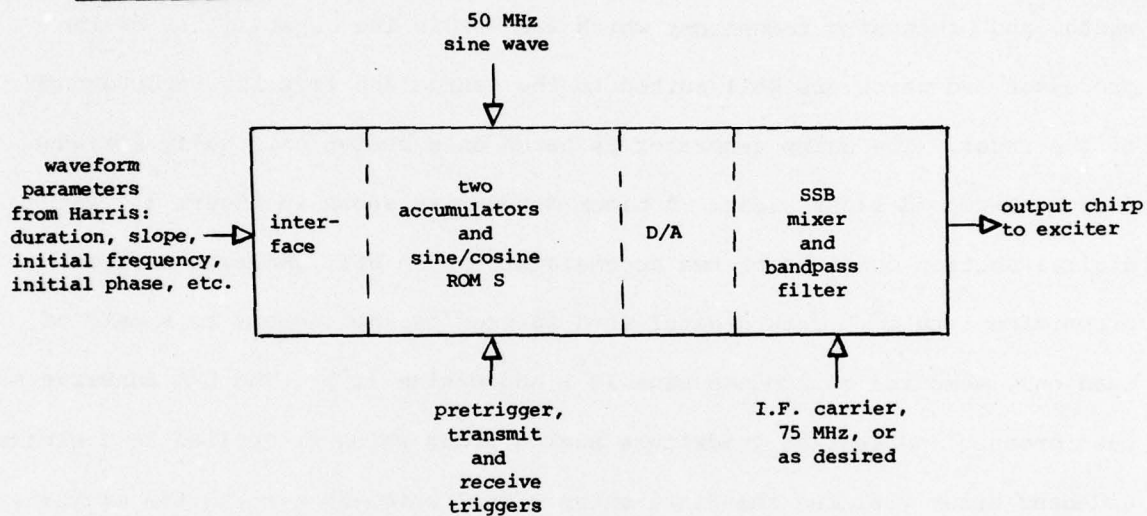 50 MHz
sine wave
waveform
parameters
from Harris:
duration, slope,
initial frequency,
initial phase, etc.
inter-
face
two
accumulators
and
sine/cosine
ROM S
D/A
SSB
mixer
and
bandpass
filter
output chirp
to exciter
pretrigger,
transmit
and
receive
triggers
I.F. carrier,
75 MHz, or
as desired